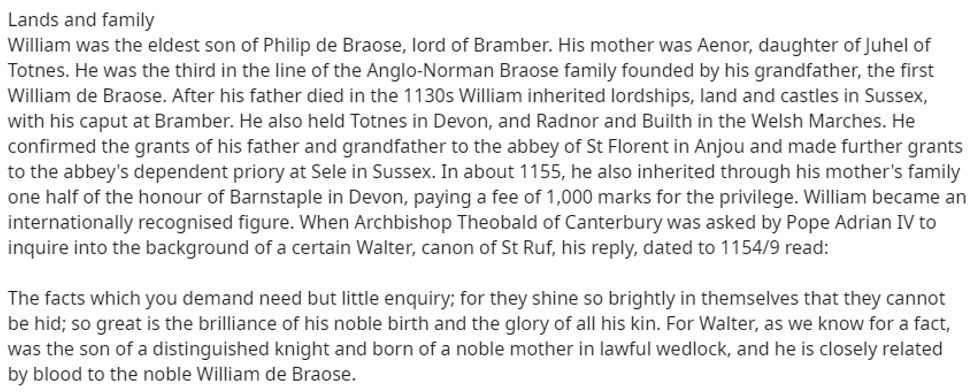 Lands and family
William was the eldest son of Philip de Braose, lord of Bramber. His mother was Aenor, daughter of Juhel of
Totnes. He was the third in the line of the Anglo-Norman Braose family founded by his grandfather, the first
William de Braose. After his father died in the 1130s William inherited lordships, land and castles in Sussex,
with his caput at Bramber. He also held Totnes in Devon, and Radnor and Builth in the Welsh Marches. He
confirmed the grants of his father and grandfather to the abbey of St Florent in Anjou and made further grants
to the abbey's dependent priory at Sele in Sussex. In about 1155, he also inherited through his mother's family
one half of the honour of Barnstaple in Devon, paying a fee of 1,000 marks for the privilege. William became an
internationally recognised figure. When Archbishop Theobald of Canterbury was asked by Pope Adrian IV to
inquire into the background of a certain Walter, canon of St Ruf, his reply, dated to 1154/9 read:

The facts which you demand need but little enquiry; for they shine so brightly in themselves that they cannot
be hid; so great is the brilliance of his noble birth and the glory of all his kin. For Walter, as we know for a fact,
was the son of a distinguished knight and born of a noble mother in lawful wedlock, and he is closely related
by blood to the noble William de Braose.